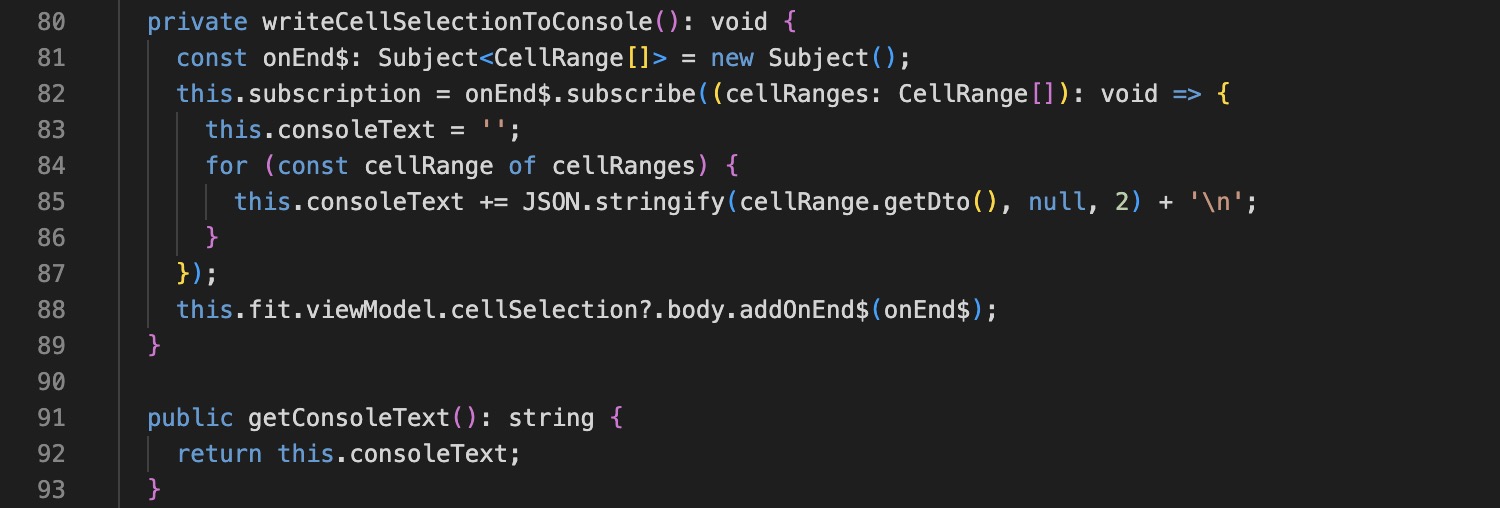 80 private writeCellSelectionToConsole(): void {
81 const onEnd$: Subject<CellRange[]> = new Subject();
82 this.subscription = onEnd$.subscribe((cellRanges: CellRange[]): void => {
83 this.consoleText = '';
84 for (const cellRange of cellRanges) {
85 this.consoleText += JSON.stringify(cellRange.getDto(), null, 2) + '\n';
86 }
87 });
88 this.fit.viewModel.cellSelection?.body.addOnEnd$(onEnd$);
89 }
90
91 public getConsoleText(): string {
92 return this.consoleText;
93 }